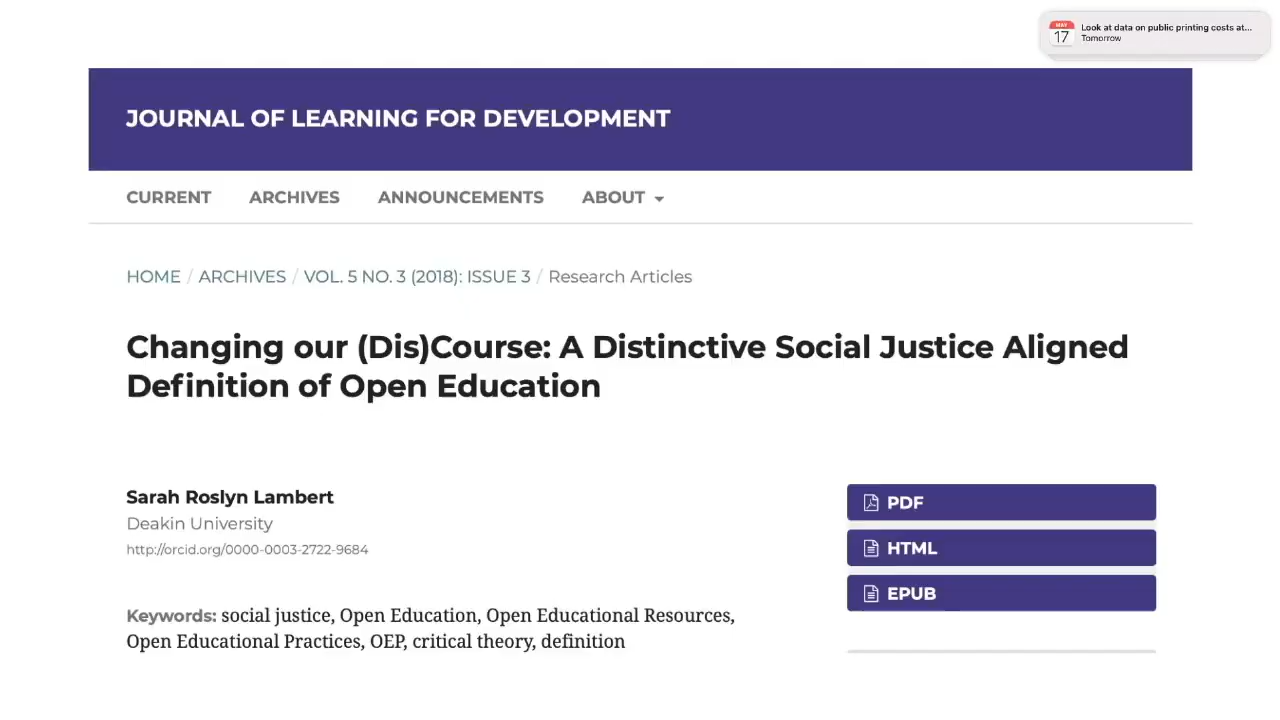 MAY
17
Look at data on public printing costs at...
Tomorrow
JOURNAL OF LEARNING FOR DEVELOPMENT
CURRENT ARCHIVES ANNOUNCEMENTS ABOUT
HOME / ARCHIVES / VOL. 5 NO. 3 (2018): ISSUE 3 / Research Articles
Changing our (Dis)Course: A Distinctive Social Justice Aligned
Definition of Open Education
Sarah Roslyn Lambert
Deakin University
http://orcid.org/0000-0003-2722-9684
Keywords: social justice, Open Education, Open Educational Resources,
Open Educational Practices, OEP, critical theory, definition
PDF
HTML
EPUB